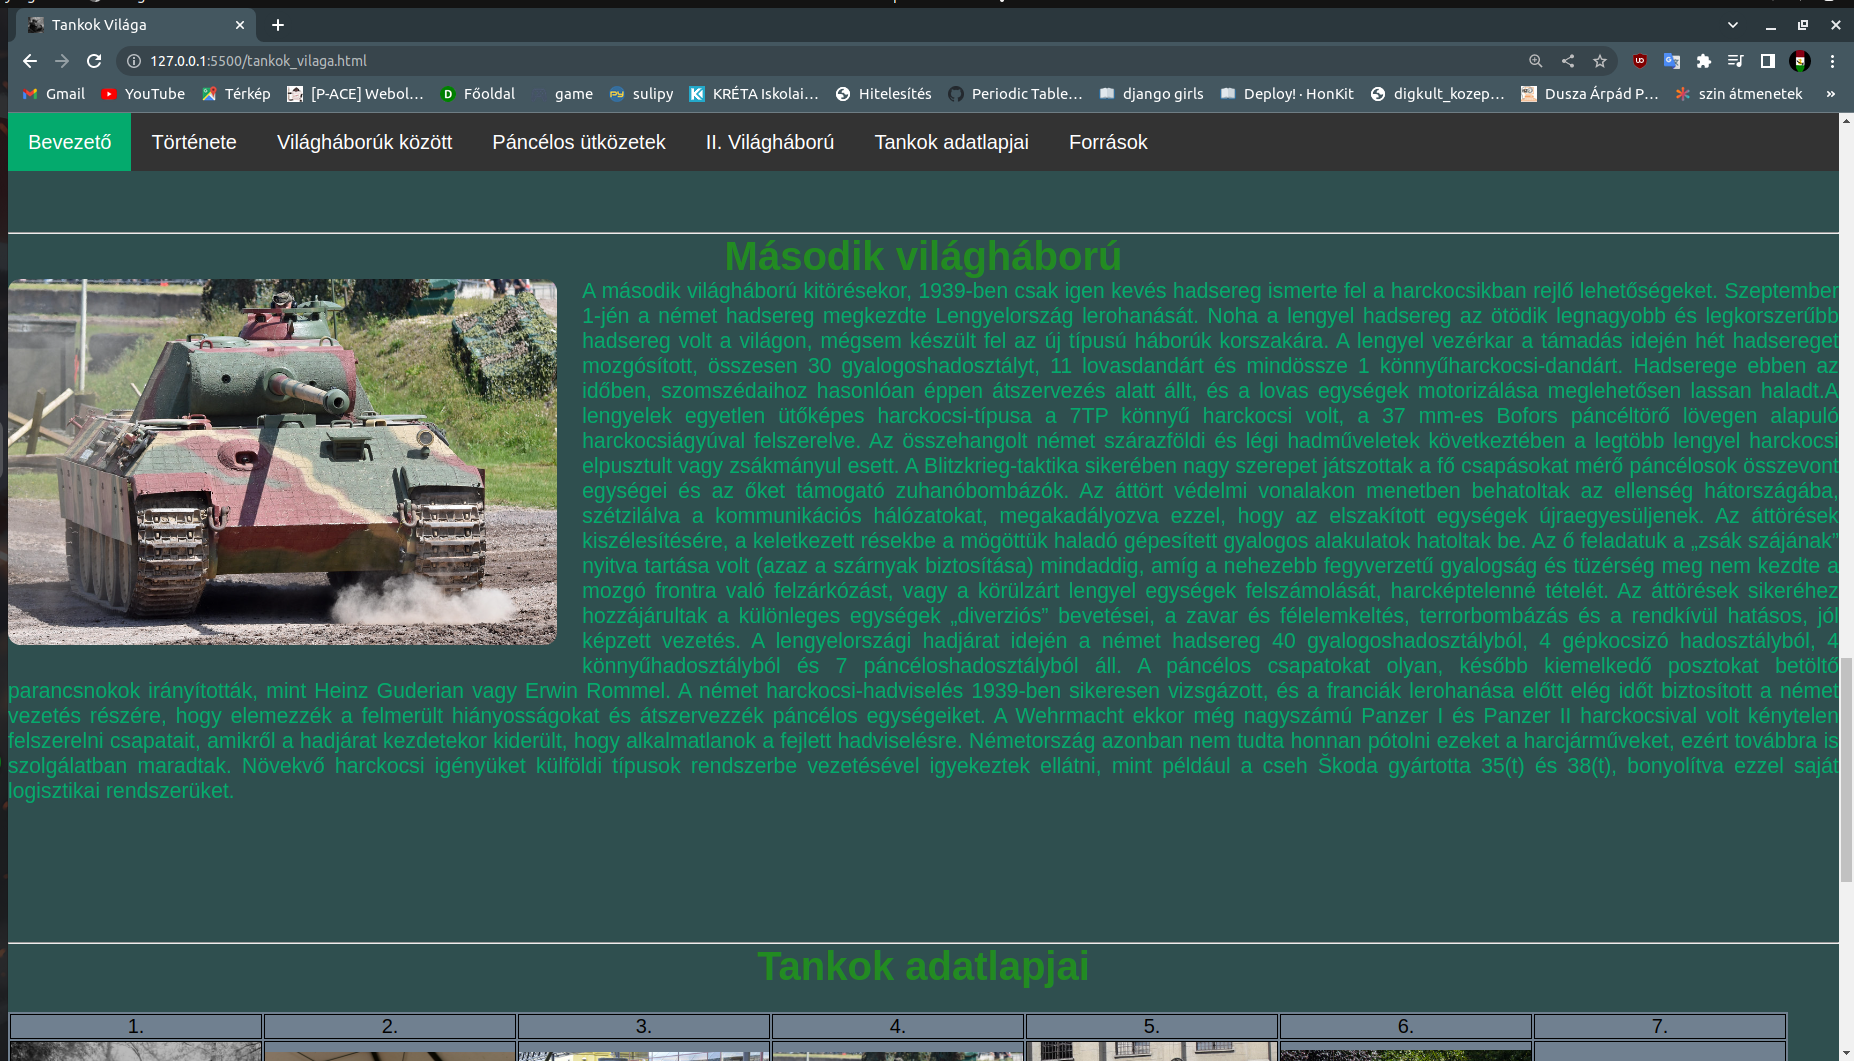 Tankok Világa
127.0.0.1:5500/tankok_vilaga.html
Gmail YouTube Térkép [P-ACE] Webol... Főoldal game sulipy KRÉTA Iskolai... Hitelesítés Periodic Table... django girls Deploy! · HonKit digkult_kozep... Dusza Árpád P... szin átmenetek »
Bevezető Története Világháborúk között Páncélos ütközetek II. Világháború Tankok adatlapjai Források
Második világháború
A második világháború kitörésekor, 1939-ben csak igen kevés hadsereg ismerte fel a harckocsikban rejlő lehetőségeket. Szeptember
1-jén a német hadsereg megkezdte Lengyelország lerohanását. Noha a lengyel hadsereg az ötödik legnagyobb és legkorszerűbb
hadsereg volt a világon, mégsem készült fel az új típusú háborúk korszakára. A lengyel vezérkar a támadás idején hét hadsereget
mozgósított, összesen 30 gyalogoshadosztályt, 11 lovasdandárt és mindössze 1 könnyűharckocsi-dandárt. Hadserege ebben az
időben, szomszédaihoz hasonlóan éppen átszervezés alatt állt, és a lovas egységek motorizálása meglehetősen lassan haladt.A
lengyelek egyetlen ütőképes harckocsi-típusa a 7TP könnyű harckocsi volt, a 37 mm-es Bofors páncéltörő lövegen alapuló
harckocsiágyúval felszerelve. Az összehangolt német szárazföldi és légi hadműveletek következtében a legtöbb lengyel harckocsi
elpusztult vagy zsákmányul esett. A Blitzkrieg-taktika sikerében nagy szerepet játszottak a fő csapásokat mérő páncélosok összevont
egységei és az őket támogató zuhanóbombázók. Az áttört védelmi vonalakon menetben behatoltak az ellenség hátországába,
szétzilálva a kommunikációs hálózatokat, megakadályozva ezzel, hogy az elszakított egységek újraegyesüljenek. Az áttörések
kiszélesítésére, a keletkezett résekbe a mögöttük haladó gépesített gyalogos alakulatok hatoltak be. Az ő feladatuk a „zsák szájának”
nyitva tartása volt (azaz a szárnyak biztosítása) mindaddig, amíg a nehezebb fegyverzetű gyalogság és tüzérség meg nem kezdte a
mozgó frontra való felzárkózást, vagy a körülzárt lengyel egységek felszámolását, harcképtelenné tételét. Az áttörések sikeréhez
hozzájárultak a különleges egységek „diverziós” bevetései, a zavar és félelemkeltés, terrorbombázás és a rendkívül hatásos, jól
képzett vezetés. A lengyelországi hadjárat idején a német hadsereg 40 gyalogoshadosztályból, 4 gépkocsizó hadosztályból, 4
könnyűhadosztályból és 7 páncéloshadosztályból áll. A páncélos csapatokat olyan, később kiemelkedő posztokat betöltő
parancsnokok irányították, mint Heinz Guderian vagy Erwin Rommel. A német harckocsi-hadviselés 1939-ben sikeresen vizsgázott, és a franciák lerohanása előtt elég időt biztosított a német
vezetés részére, hogy elemezzék a felmerült hiányosságokat és átszervezzék páncélos egységeiket. A Wehrmacht ekkor még nagyszámú Panzer I és Panzer II harckocsival volt kénytelen
felszerelni csapatait, amikről a hadjárat kezdetekor kiderült, hogy alkalmatlanok a fejlett hadviselésre. Németország azonban nem tudta honnan pótolni ezeket a harcjárműveket, ezért továbbra is
szolgálatban maradtak. Növekvő harckocsi igényüket külföldi típusok rendszerbe vezetésével igyekeztek ellátni, mint például a cseh Škoda gyártotta 35(t) és 38(t), bonyolítva ezzel saját
logisztikai rendszerüket.
Tankok adatlapjai
1. 2. 3. 4. 5. 6. 7.